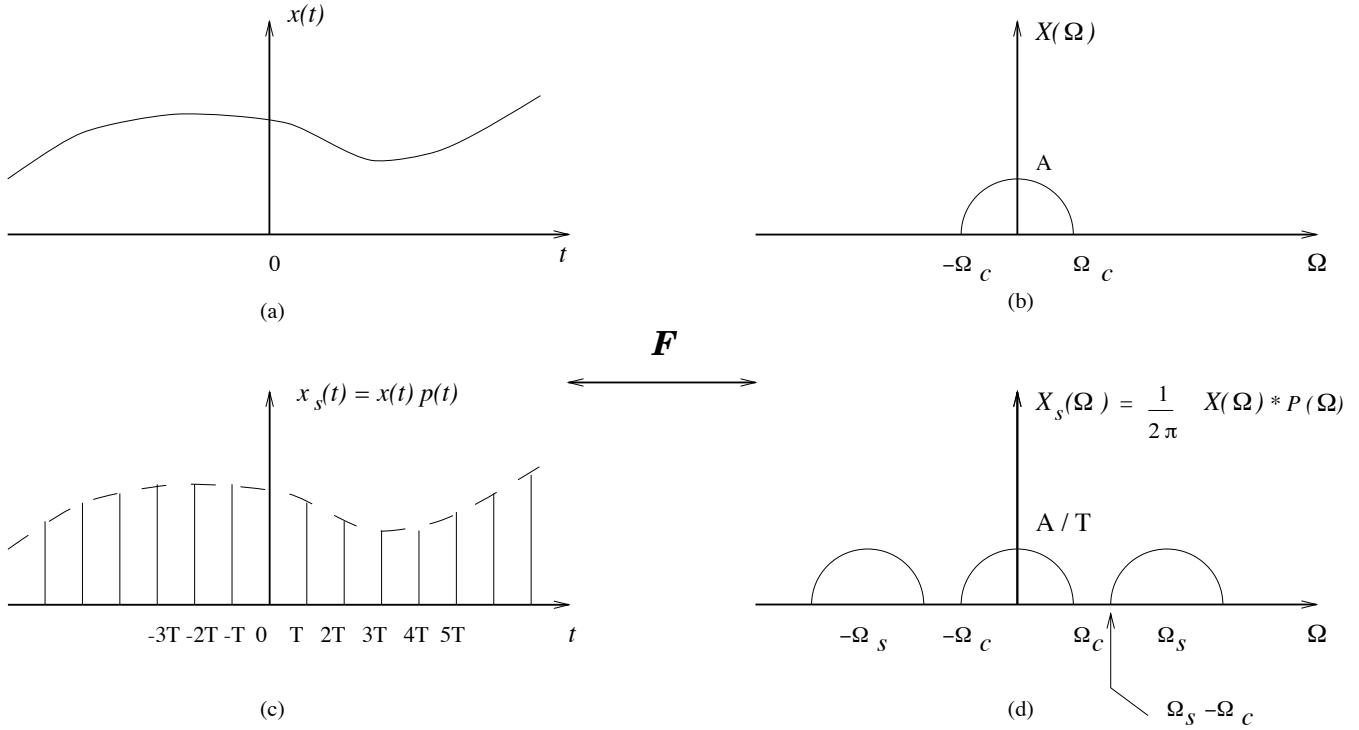 x(t)
t
0
(a)
X(Ω)
A
−Ω c
Ω c
Ω
(b)
F
x s(t) = x(t) p(t)
-3T -2T -T 0 T 2T 3T 4T 5T
t
(c)
X s(Ω) = 1/2π X(Ω) * P(Ω)
A / T
−Ω s
−Ω c
Ω c
Ω s
Ω
Ω s −Ω c
(d)